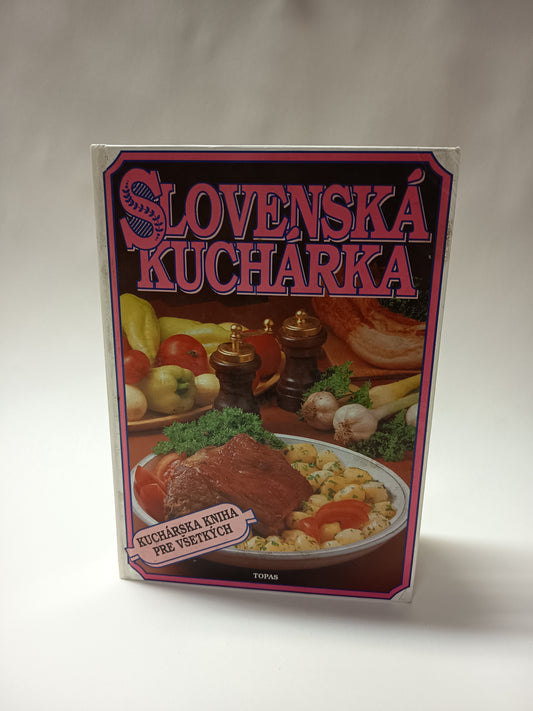 SLOVENSKÁ
KUCHÁRKA
KUCHÁRSKA KNIHA
PRE VŠETKÝCH
TOPAS